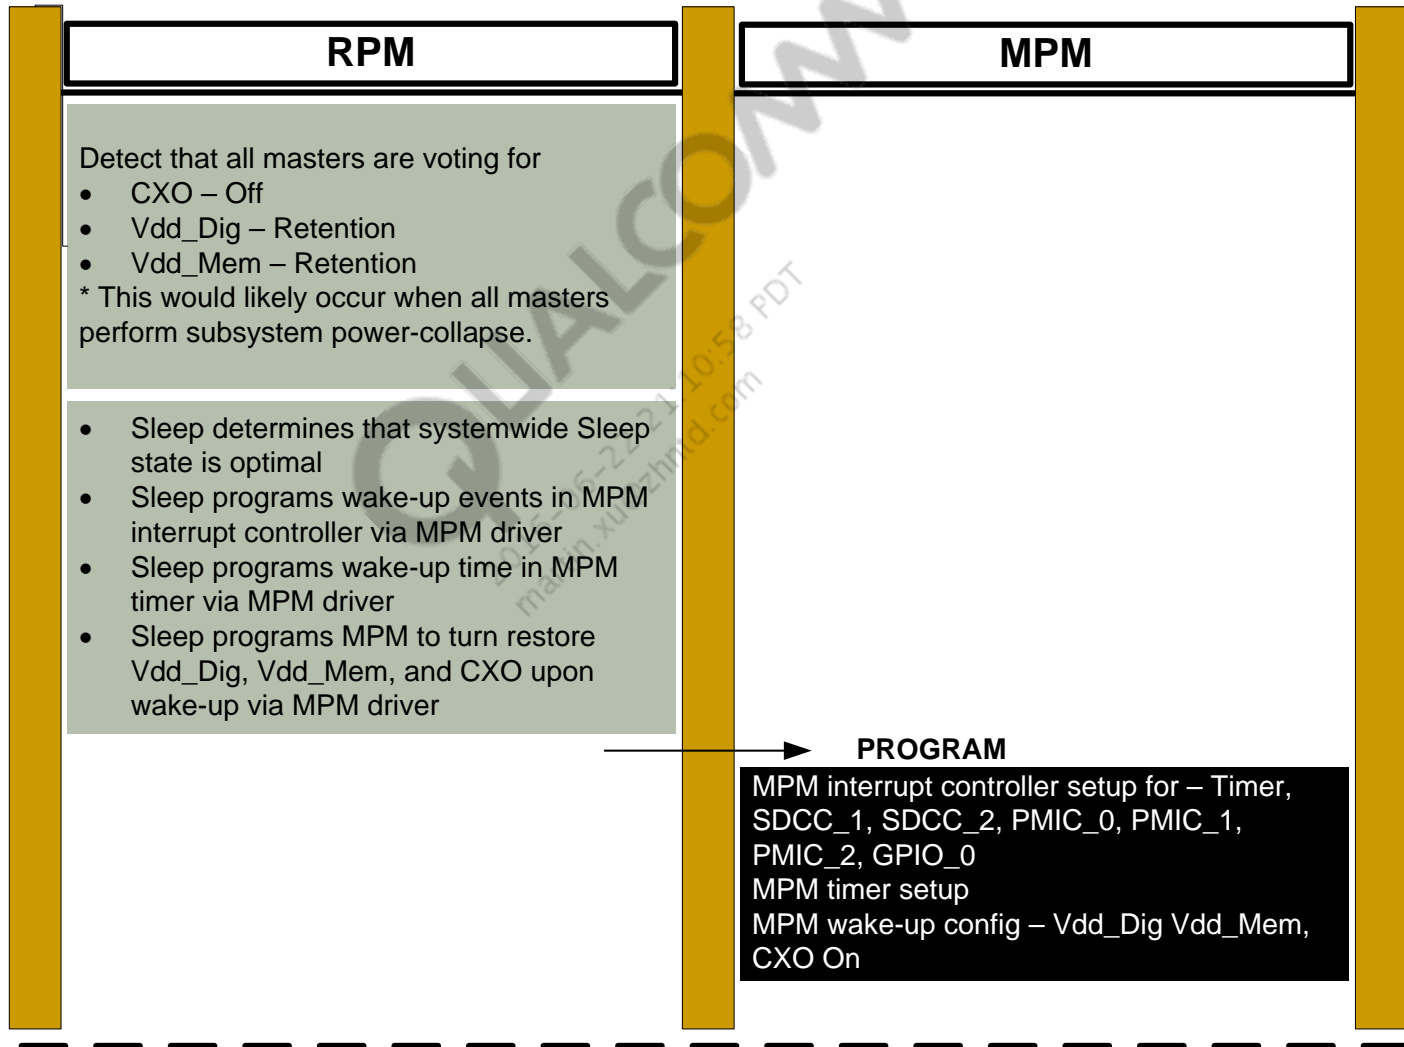 RPM
MPM
Detect that all masters are voting for
• CXO – Off
• Vdd_Dig – Retention
• Vdd_Mem – Retention
* This would likely occur when all masters
perform subsystem power-collapse.
• Sleep determines that systemwide Sleep
state is optimal
• Sleep programs wake-up events in MPM
interrupt controller via MPM driver
• Sleep programs wake-up time in MPM
timer via MPM driver
• Sleep programs MPM to turn restore
Vdd_Dig, Vdd_Mem, and CXO upon
wake-up via MPM driver
PROGRAM
MPM interrupt controller setup for – Timer,
SDCC_1, SDCC_2, PMIC_0, PMIC_1,
PMIC_2, GPIO_0
MPM timer setup
MPM wake-up config – Vdd_Dig Vdd_Mem,
CXO On
QUALCOMM